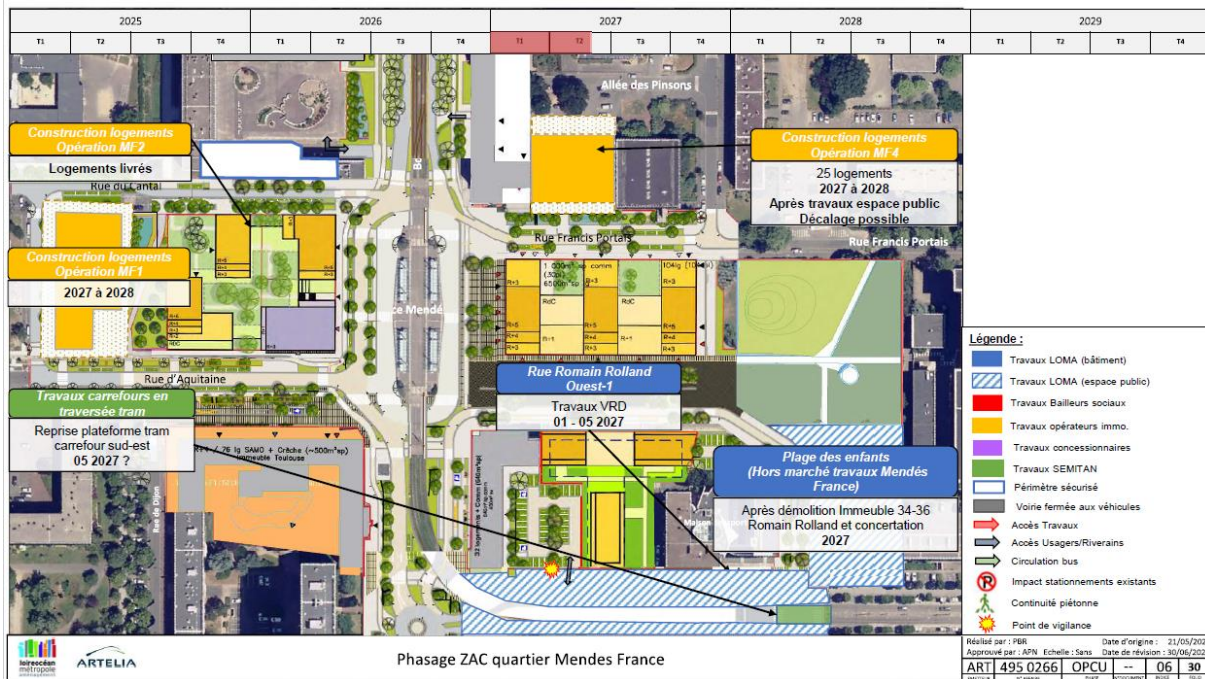 2025 2026 2027 2028 2029
T1 T2 T3 T4 T1 T2 T3 T4 T1 T2 T3 T4 T1 T2 T3 T4 T1 T2 T3 T4
Allée des Pinsons
Construction logements
Opération MF2
Logements livrés
Rue du Cantal
Construction logements
Opération MF4
25 logements
2027 à 2028
Après travaux espace public
Décalage possible
Rue Francis Portais
Rue Francis Portais
Construction logements
Opération MF1
2027 à 2028
Rue d'Aquitaine
Travaux carrefours en
traversée tram
Reprise plateforme tram
carrefour sud-est
05 2027 ?
Immeuble Toulouse
Rue de Dijon
Rue Romain Rolland
Ouest-1
Travaux VRD
01 - 05 2027
Plage des enfants
(Hors marché travaux Mendés
France)
Après démolition Immeuble 34-36
Romain Rolland et concertation
2027
Légende :
Travaux LOMA (bâtiment)
Travaux LOMA (espace public)
Travaux Bailleurs sociaux
Travaux opérateurs immo.
Travaux concessionnaires
Travaux SEMITAN
Périmètre sécurisé
Voirie fermée aux véhicules
Accès Travaux
Accès Usagers/Riverains
Circulation bus
Impact stationnements existants
Continuité piétonne
Point de vigilance
loireocéan
métropole
aménagement
ARTELIA
Phasage ZAC quartier Mendes France
Réalisé par : PBR Date d'origine : 21/05/202
Approuvé par : APN Echelle : Sans Date de révision : 30/06/202
ART 495 0266 OPCU -- 06 30